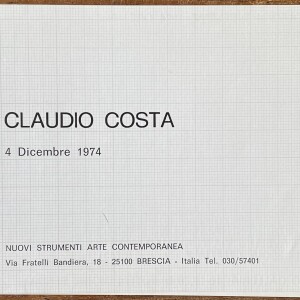 CLAUDIO COSTA
4 Dicembre 1974
NUOVI STRUMENTI ARTE CONTEMPORANEA
Via Fratelli Bandiera, 18 - 25100 BRESCIA - Italia Tel. 030/57401